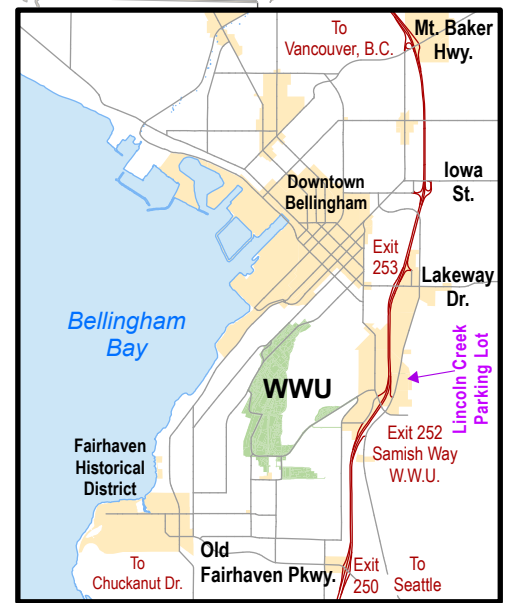 To
Vancouver, B.C.
Mt. Baker
Hwy.
Downtown
Bellingham
Iowa
St.
Exit
253
Lakeway
Dr.
Bellingham
Bay
WWU
Lincoln Creek
Parking Lot
Exit 252
Samish Way
W.W.U.
Fairhaven
Historical
District
Old
Fairhaven Pkwy.
To
Chuckanut Dr.
Exit
250
To
Seattle